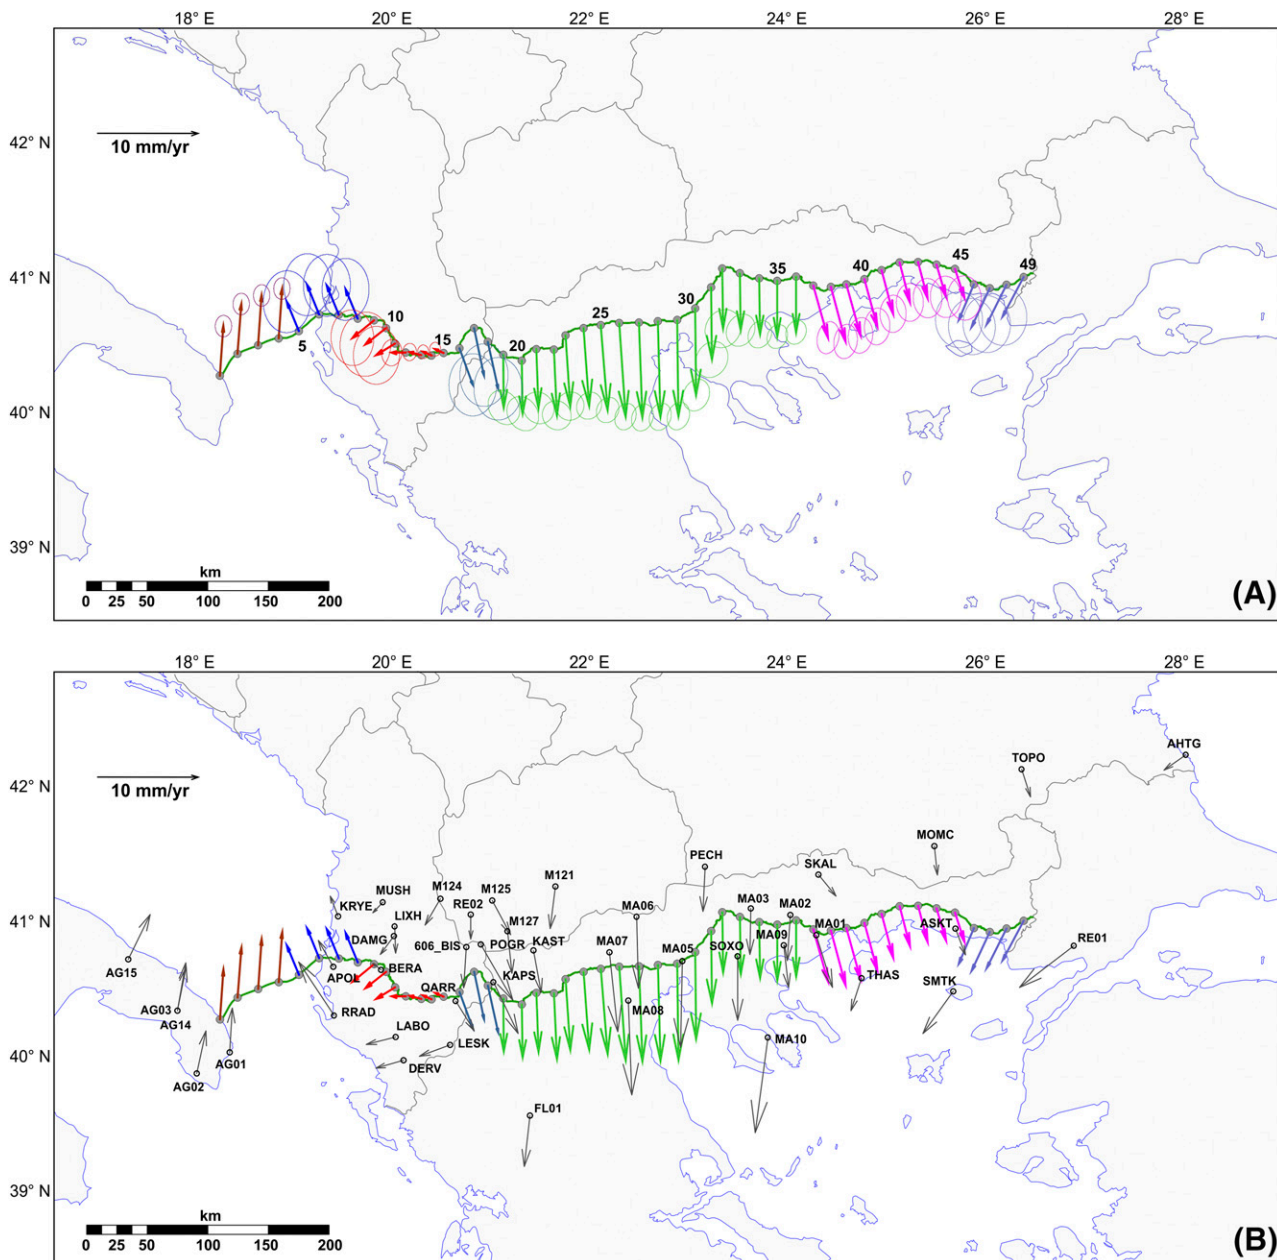 18° E 20° E 22° E 24° E 26° E 28° E
42° N
10 mm/yr
41° N
5 10 15 20 25 30 35 40 45 49
40° N
39° N
km
0 25 50 100 150 200
(A)
18° E 20° E 22° E 24° E 26° E 28° E
AHTG
TOPO
42° N
10 mm/yr
MOMC
PECH
SKAL
M121
M124
M125
MUSH
RE02
KRYE
MA06
MA03
MA02
LIXH
M127
41° N
ASKT
MA01
DAMG
606_BIS
POGR
KAST
MA07
MA05
SOXO
MA09
RE01
AG15
APOL
BERA
KAPS
THAS
SMTK
QARR
AG03
RRAD
MA08
AG14
LABO
LESK
MA10
40° N
AG01
DERV
AG02
FL01
39° N
km
0 25 50 100 150 200
(B)